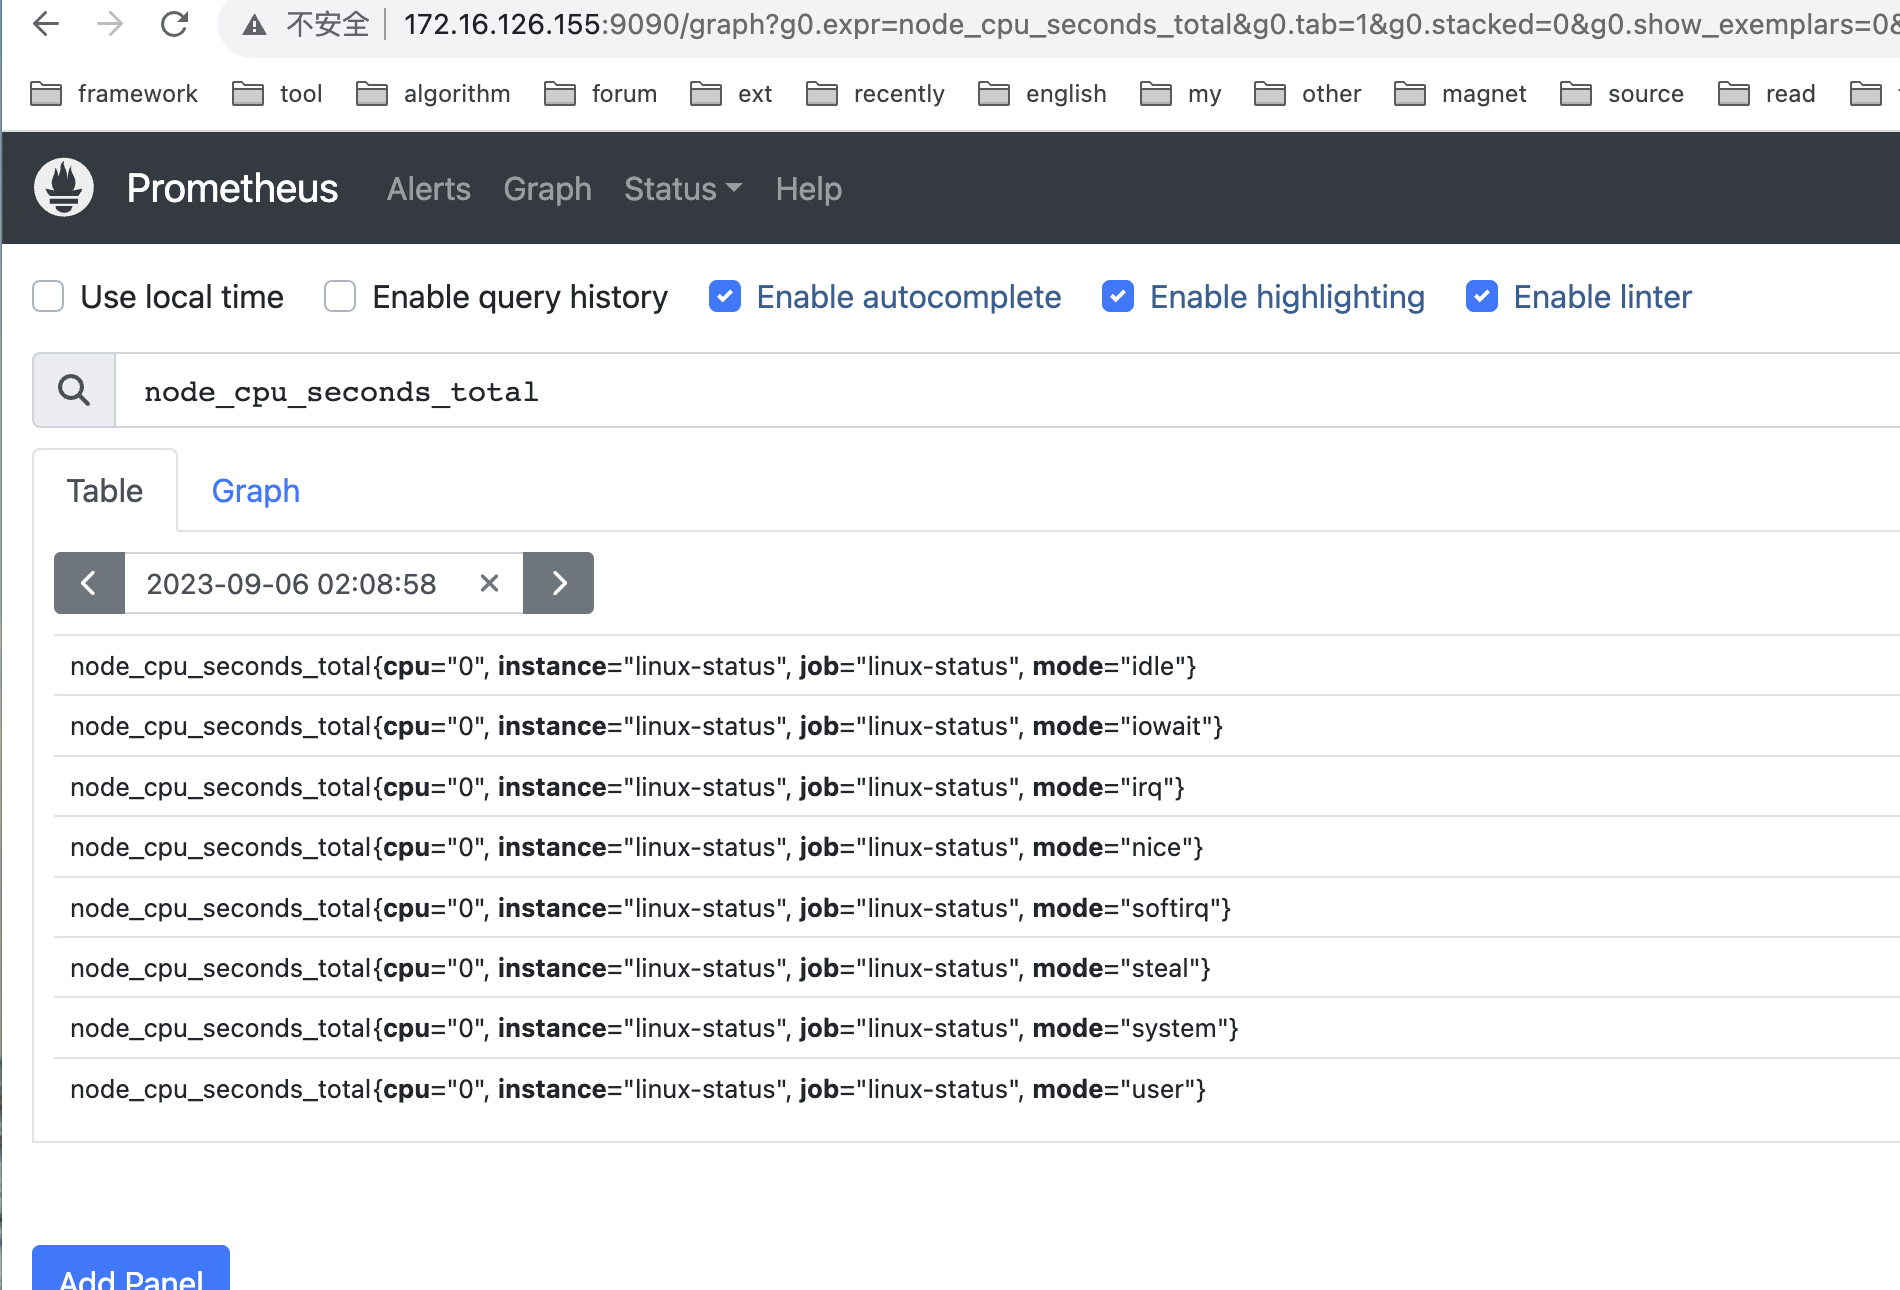 不安全 172.16.126.155:9090/graph?g0.expr=node_cpu_seconds_total&g0.tab=1&g0.stacked=0&g0.show_exemplars=0&
framework tool algorithm forum ext recently english my other magnet source read
Prometheus Alerts Graph Status Help
Use local time Enable query history Enable autocomplete Enable highlighting Enable linter
node_cpu_seconds_total
Table Graph
2023-09-06 02:08:58
node_cpu_seconds_total{cpu="0", instance="linux-status", job="linux-status", mode="idle"}
node_cpu_seconds_total{cpu="0", instance="linux-status", job="linux-status", mode="iowait"}
node_cpu_seconds_total{cpu="0", instance="linux-status", job="linux-status", mode="irq"}
node_cpu_seconds_total{cpu="0", instance="linux-status", job="linux-status", mode="nice"}
node_cpu_seconds_total{cpu="0", instance="linux-status", job="linux-status", mode="softirq"}
node_cpu_seconds_total{cpu="0", instance="linux-status", job="linux-status", mode="steal"}
node_cpu_seconds_total{cpu="0", instance="linux-status", job="linux-status", mode="system"}
node_cpu_seconds_total{cpu="0", instance="linux-status", job="linux-status", mode="user"}
Add Panel